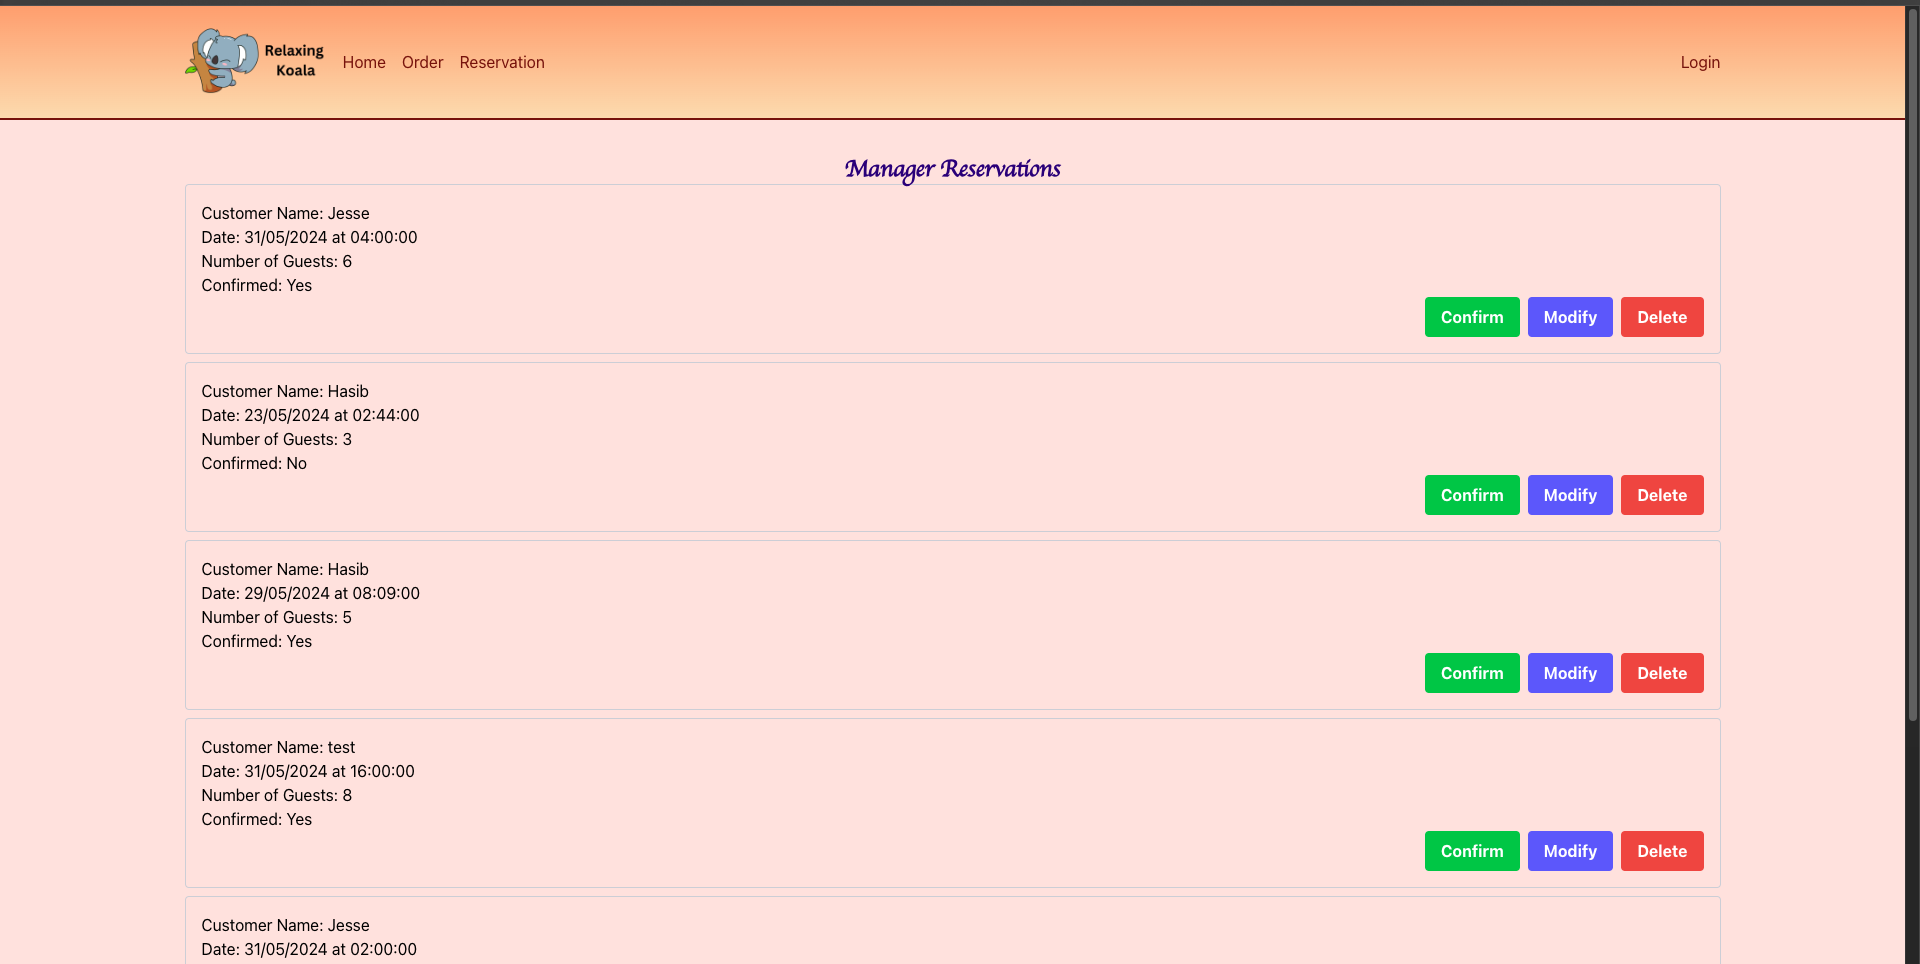 Relaxing
Koala
Home Order Reservation
Login
Manager Reservations
Customer Name: Jesse
Date: 31/05/2024 at 04:00:00
Number of Guests: 6
Confirmed: Yes
Confirm Modify Delete
Customer Name: Hasib
Date: 23/05/2024 at 02:44:00
Number of Guests: 3
Confirmed: No
Confirm Modify Delete
Customer Name: Hasib
Date: 29/05/2024 at 08:09:00
Number of Guests: 5
Confirmed: Yes
Confirm Modify Delete
Customer Name: test
Date: 31/05/2024 at 16:00:00
Number of Guests: 8
Confirmed: Yes
Confirm Modify Delete
Customer Name: Jesse
Date: 31/05/2024 at 02:00:00